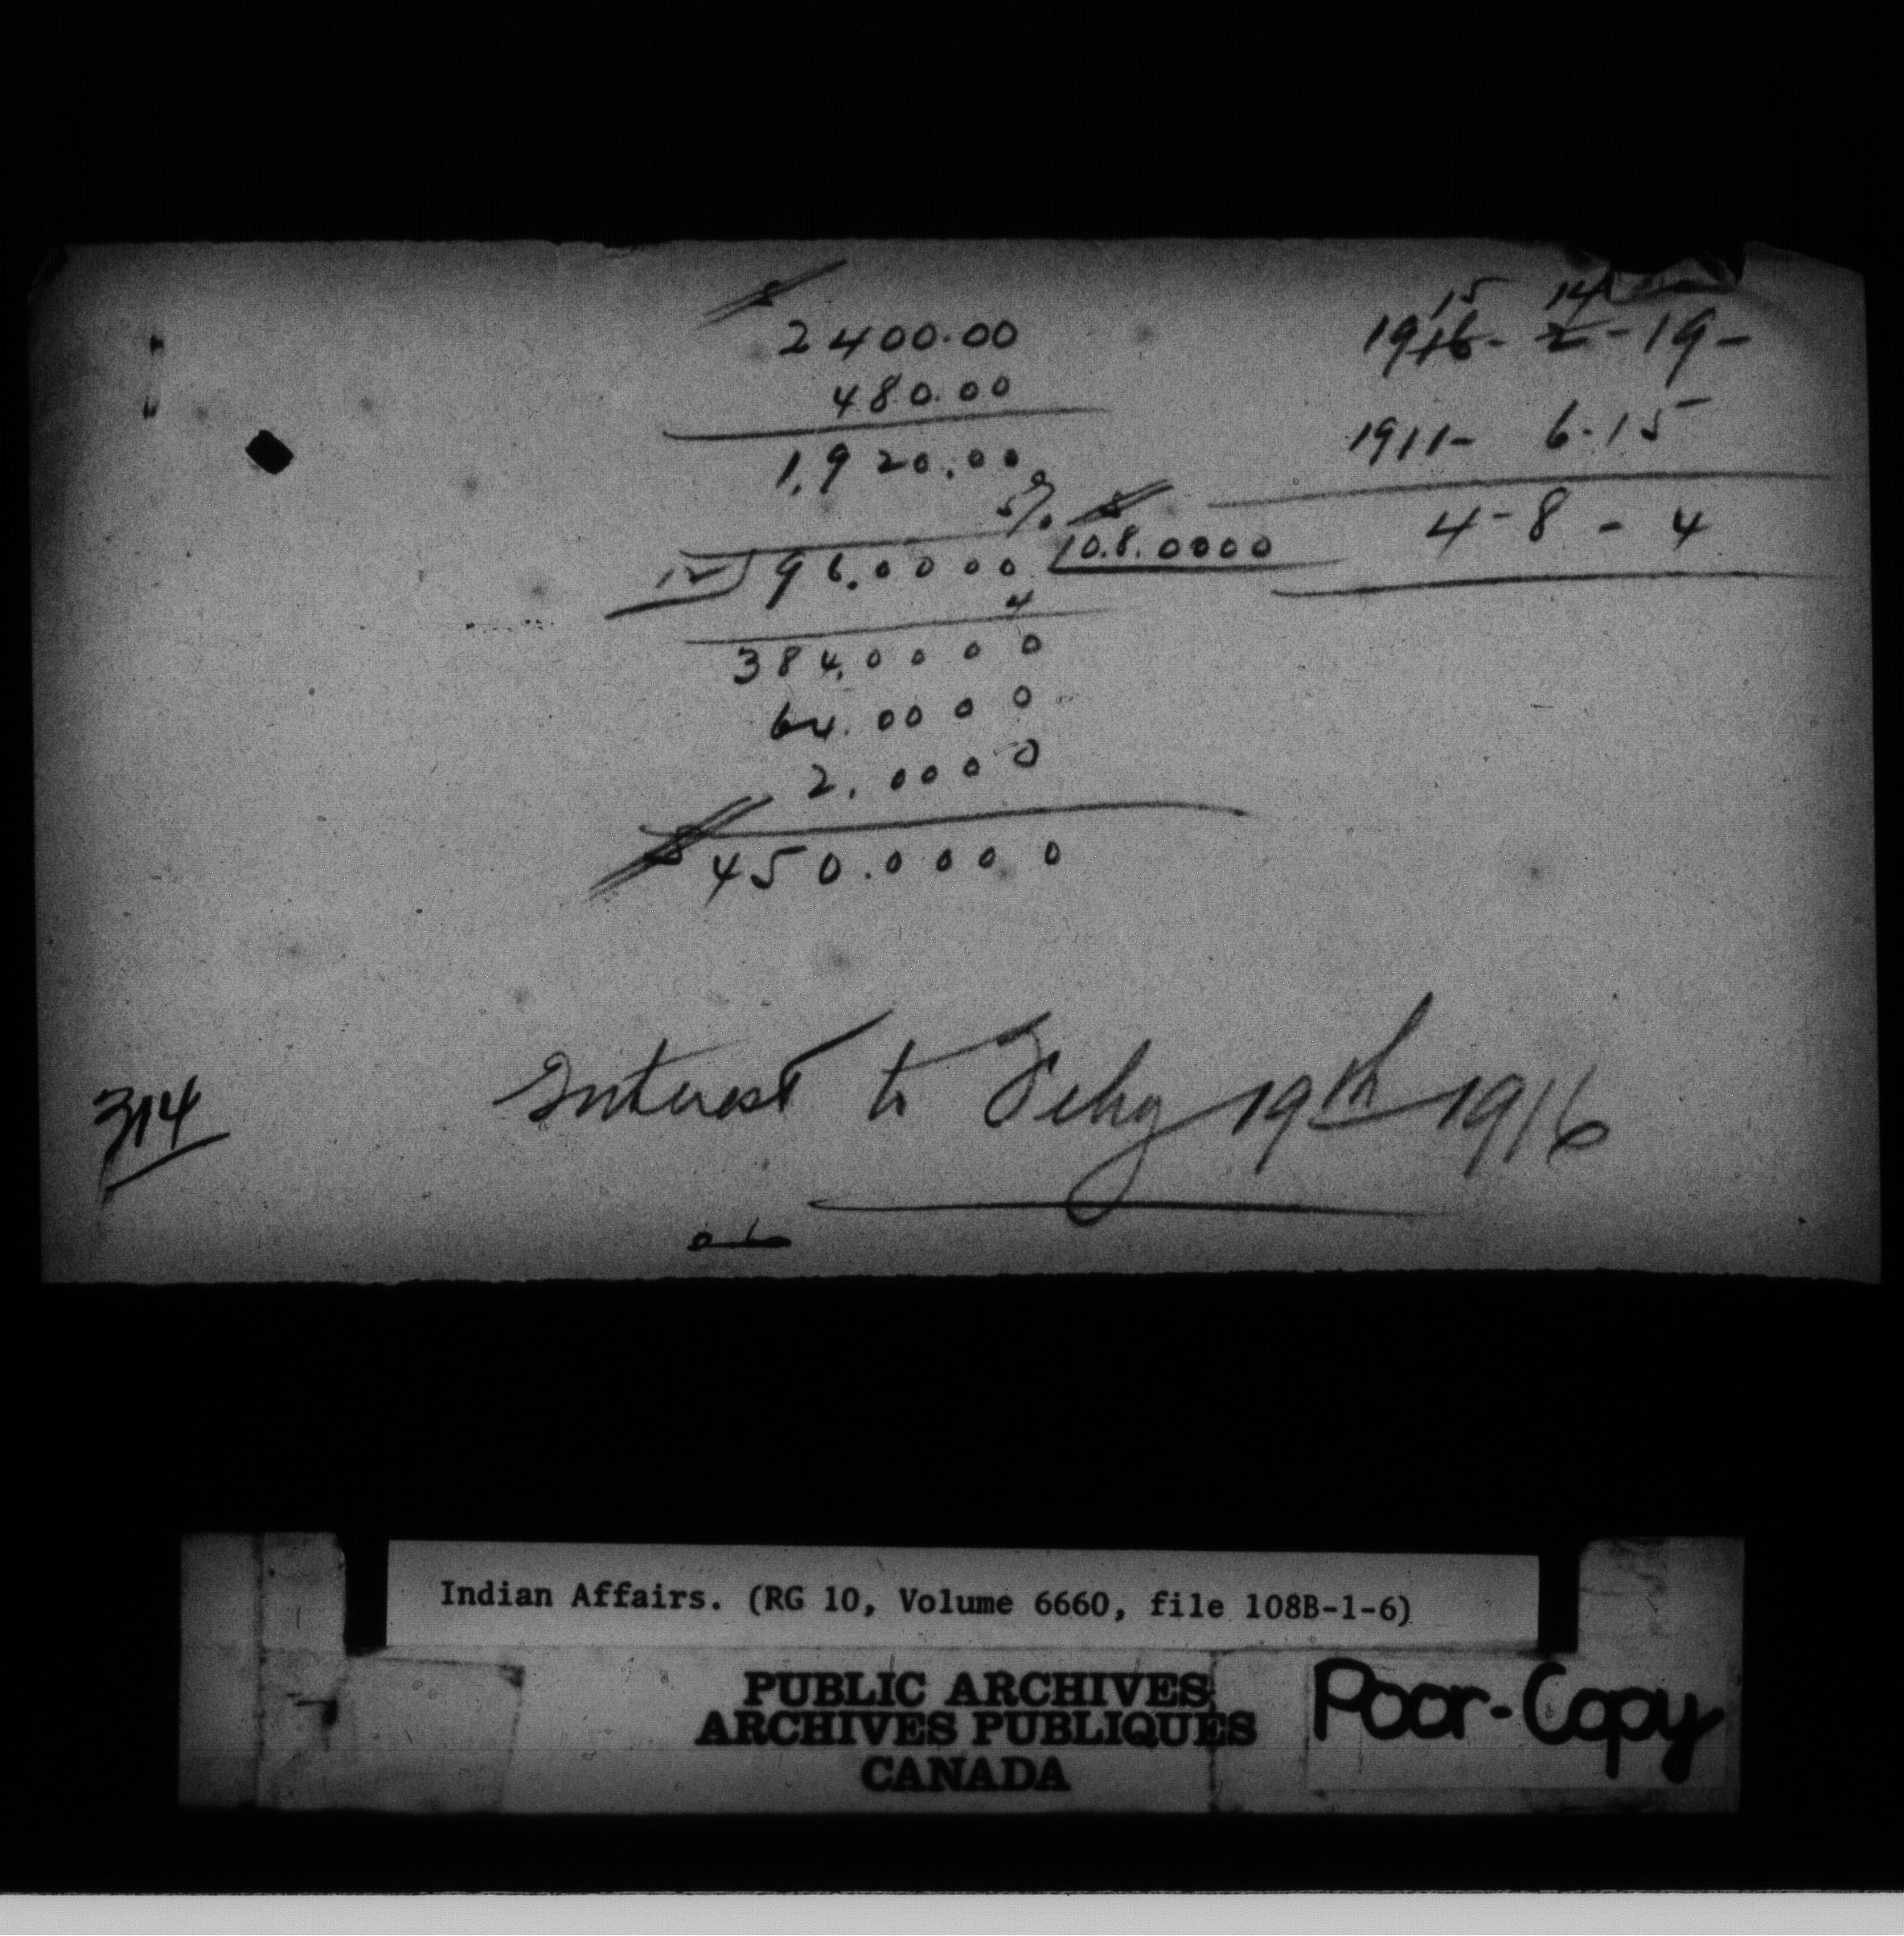 $
2400.00
480.00
1,920.00
5%
12) 96.0000
4
384.0000
64.0000
2.0000
$ 450.0000
$
10.8.0000
15 14
1916 - 2 - 19 -
1911 - 6 - 15
4 - 8 - 4
Interest to Feby 19th 1916
314
Indian Affairs. (RG 10, Volume 6660, file 108B-1-6)
PUBLIC ARCHIVES
ARCHIVES PUBLIQUES
CANADA
Poor-Copy